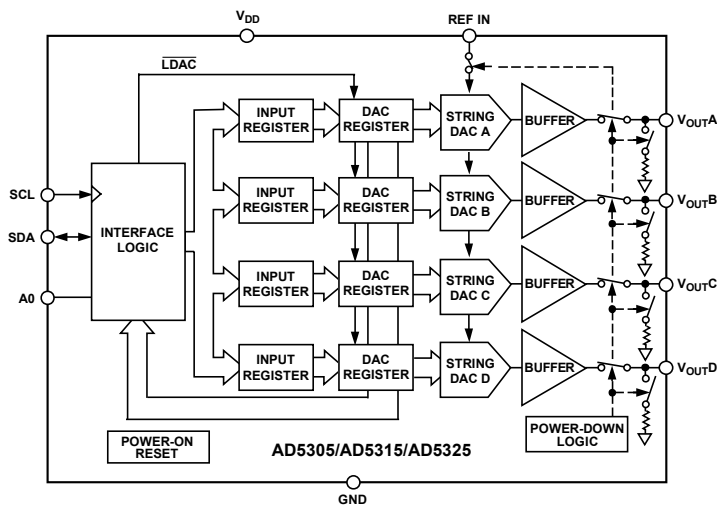 VDD
REF IN
LDAC
INPUT
REGISTER
DAC
REGISTER
STRING
DAC A
BUFFER
VOUTA
SCL
SDA
A0
INTERFACE
LOGIC
INPUT
REGISTER
DAC
REGISTER
STRING
DAC B
BUFFER
VOUTB
INPUT
REGISTER
DAC
REGISTER
STRING
DAC C
BUFFER
VOUTC
INPUT
REGISTER
DAC
REGISTER
STRING
DAC D
BUFFER
VOUTD
POWER-ON
RESET
AD5305/AD5315/AD5325
POWER-DOWN
LOGIC
GND